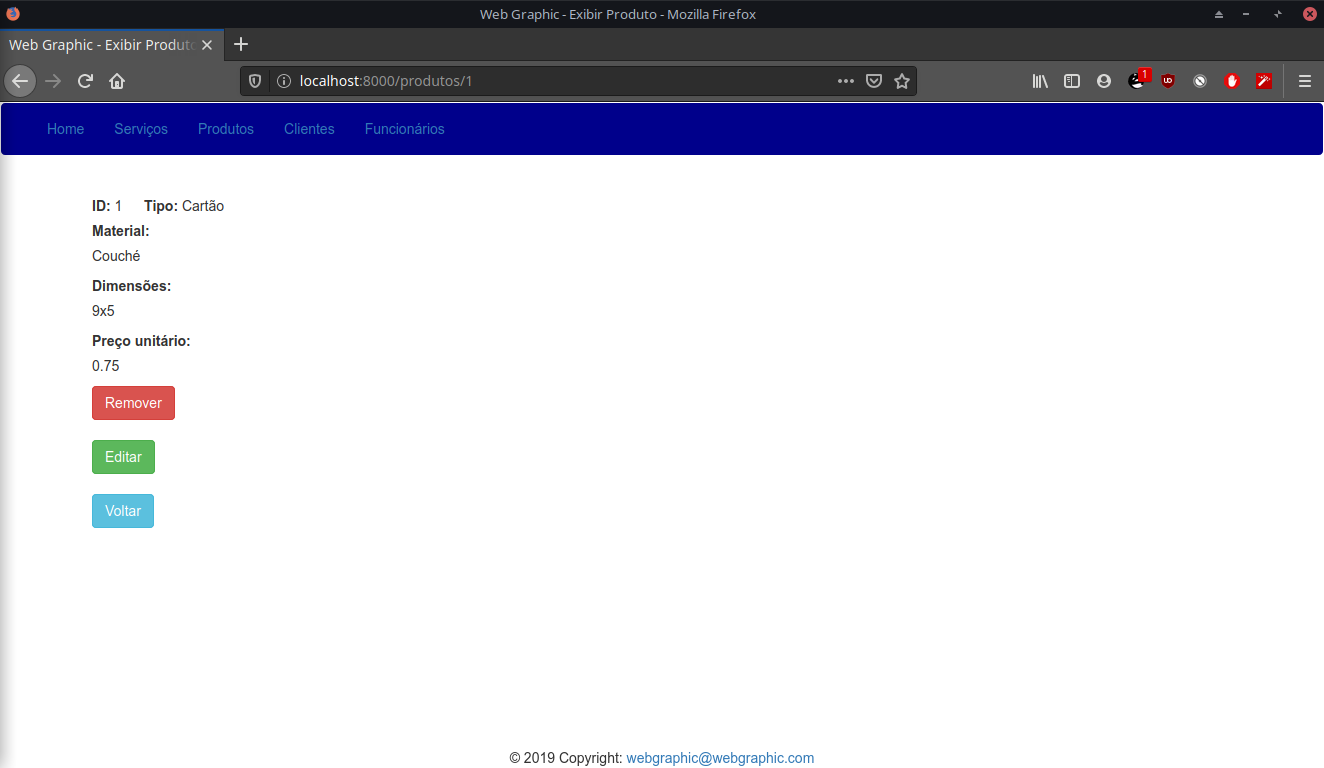 Web Graphic - Exibir Produto - Mozilla Firefox
Web Graphic - Exibir Produto
localhost:8000/produtos/1
1
UD
Home Serviços Produtos Clientes Funcionários
ID: 1 Tipo: Cartão
Material:
Couché
Dimensões:
9x5
Preço unitário:
0.75
Remover
Editar
Voltar
© 2019 Copyright: webgraphic@webgraphic.com